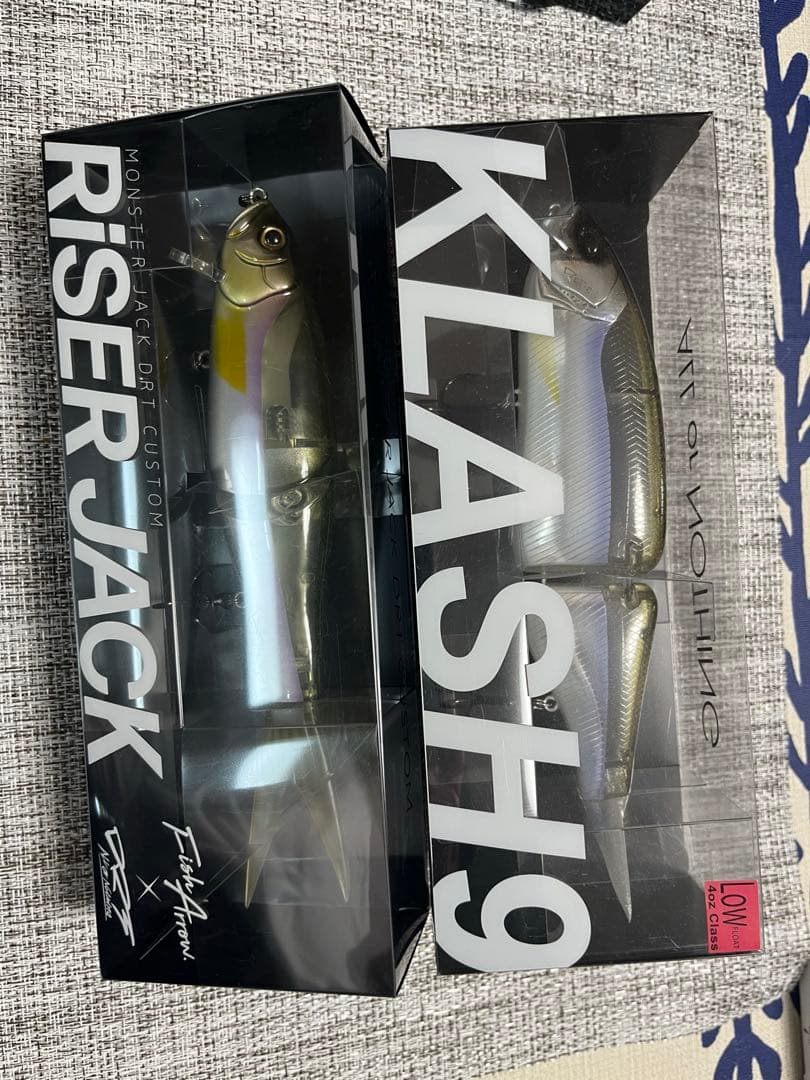 MONSTER JACK DRT CUSTOM
RiSER JACK
DRT
×
Fish Arrow.
KLASH9
ALL or NOTHING
LOW FLOAT
4oz Class